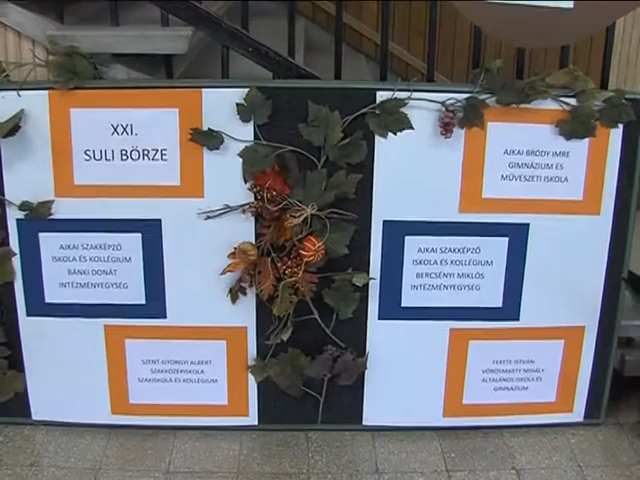 XXI.
SULI BÖRZE
AJKAI SZAKKÉPZŐ
ISKOLA ÉS KOLLÉGIUM
BÁNKI DONÁT
INTÉZMÉNYEGYSÉG
SZENT-GYÖRGYI ALBERT
SZAKKÖZÉPISKOLA
SZAKISKOLA ÉS KOLLÉGIUM
AJKAI BRÓDY IMRE
GIMNÁZIUM ÉS
MŰVÉSZETI ISKOLA
AJKAI SZAKKÉPZŐ
ISKOLA ÉS KOLLÉGIUM
BERCSÉNYI MIKLÓS
INTÉZMÉNYEGYSÉG
FEKETE ISTVÁN-
VÖRÖSMARTY MIHÁLY
ÁLTALÁNOS ISKOLA ÉS
GIMNÁZIUM